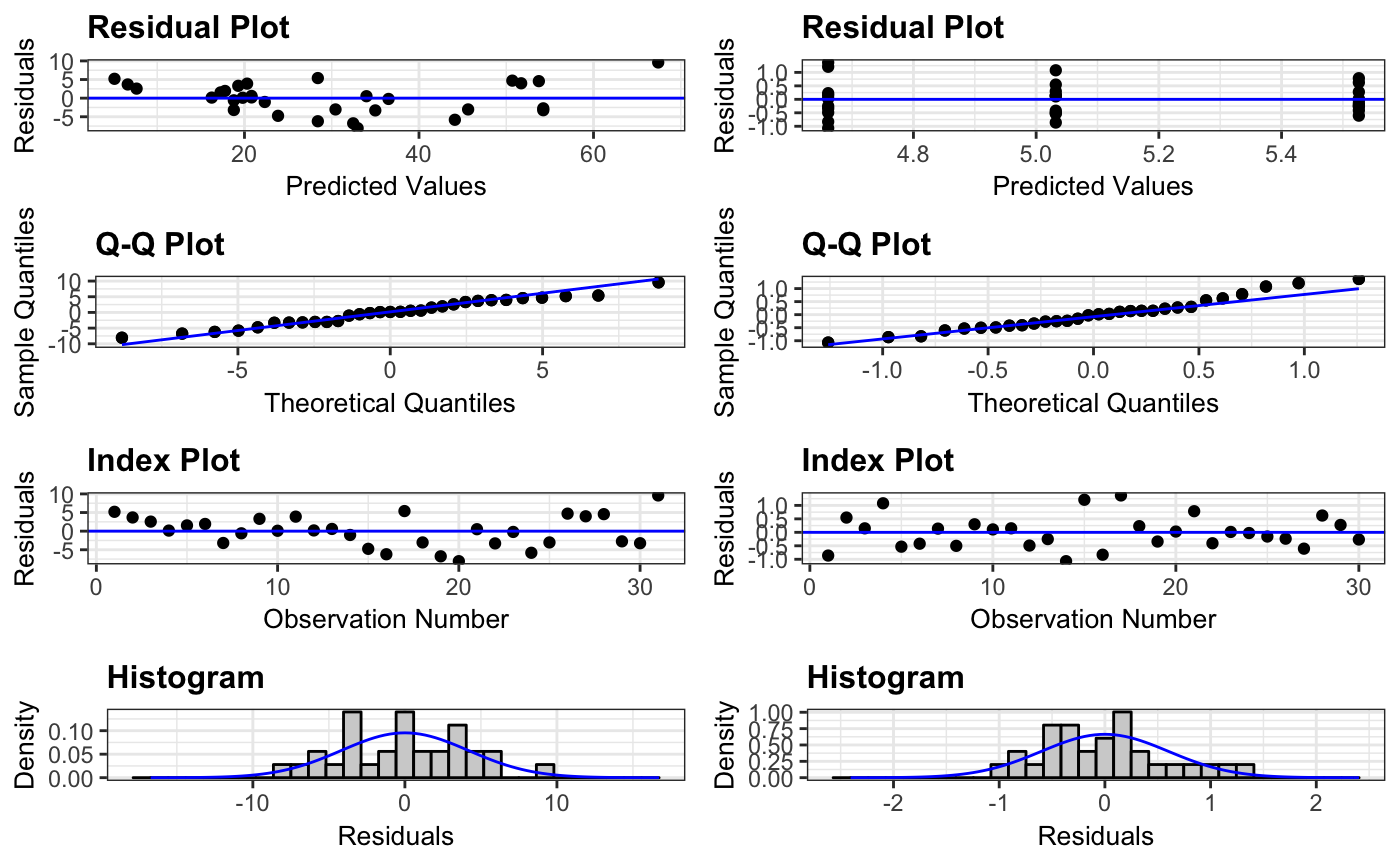 Residual Plot
Residuals
10
5
0
-5
20 40 60
Predicted Values
Residual Plot
Residuals
1.0
0.5
0.0
-0.5
-1.0
4.8 5.0 5.2 5.4
Predicted Values
Q-Q Plot
Sample Quantiles
10
5
0
-5
-10
-5 0 5
Theoretical Quantiles
Q-Q Plot
Sample Quantiles
1.0
0.5
0.0
-0.5
-1.0
-1.0 -0.5 0.0 0.5 1.0
Theoretical Quantiles
Index Plot
Residuals
10
5
0
-5
0 10 20 30
Observation Number
Index Plot
Residuals
1.0
0.5
0.0
-0.5
-1.0
0 10 20 30
Observation Number
Histogram
Density
0.10
0.05
0.00
-10 0 10
Residuals
Histogram
Density
1.00
0.75
0.50
0.25
0.00
-2 -1 0 1 2
Residuals